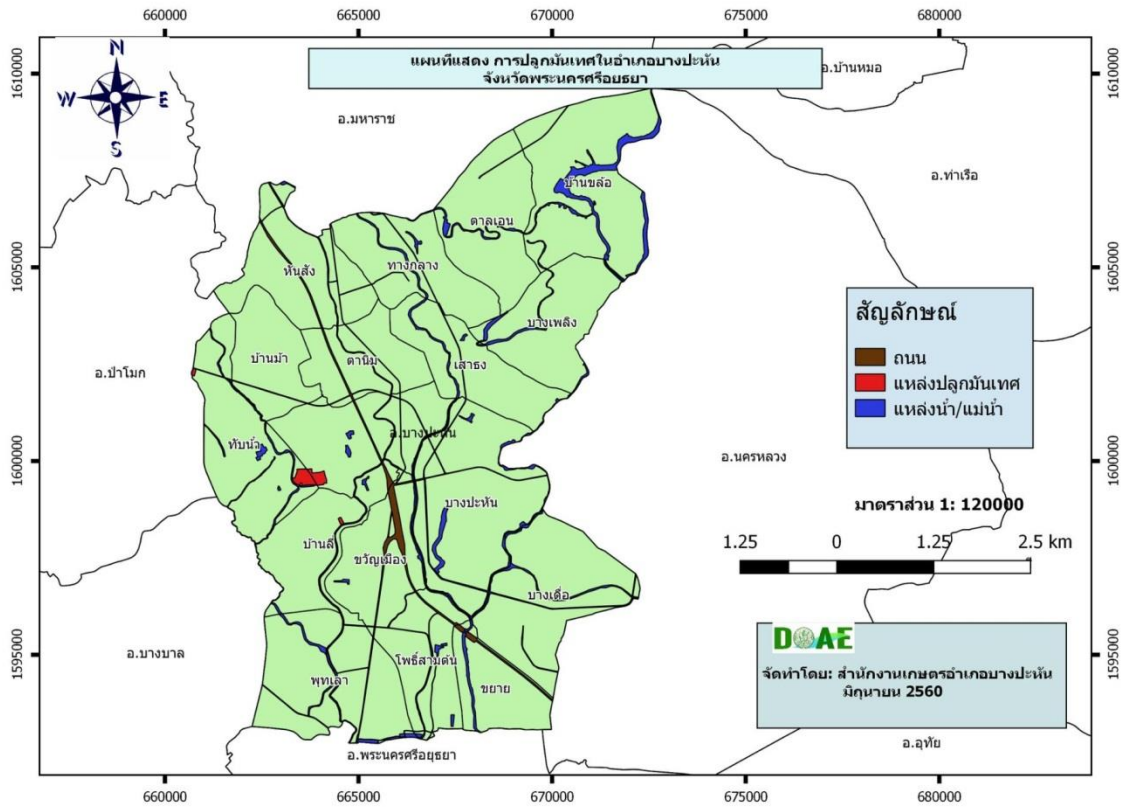 660000 665000 670000 675000 680000
1610000 1610000
1605000 1605000
1600000 1600000
1595000 1595000
N
W E
S
แผนที่แสดง การปลูกมันเทศในอำเภอบางปะหัน
จังหวัดพระนครศรีอยุธยา
อ.บ้านหมอ
อ.มหาราช
อ.ท่าเรือ
บ้านขล้อ
ตาลเอน
ทางกลาง
หันสัง
บางเพลิง
บ้านม้า
ตานิม
เสาธง
อ.ป่าโมก
อ.บางปะหัน
ทับน้ำ
อ.นครหลวง
บางปะหัน
บ้านลี่
ขวัญเมือง
บางเดื่อ
อ.บางบาล
โพธิ์สามต้น
พุทเลา
ขยาย
อ.พระนครศรีอยุธยา
อ.อุทัย
สัญลักษณ์
ถนน
แหล่งปลูกมันเทศ
แหล่งน้ำ/แม่น้ำ
มาตราส่วน 1: 120000
1.25 0 1.25 2.5 km
DOAE
จัดทำโดย: สำนักงานเกษตรอำเภอบางปะหัน
มิถุนายน 2560
660000 665000 670000 675000 680000